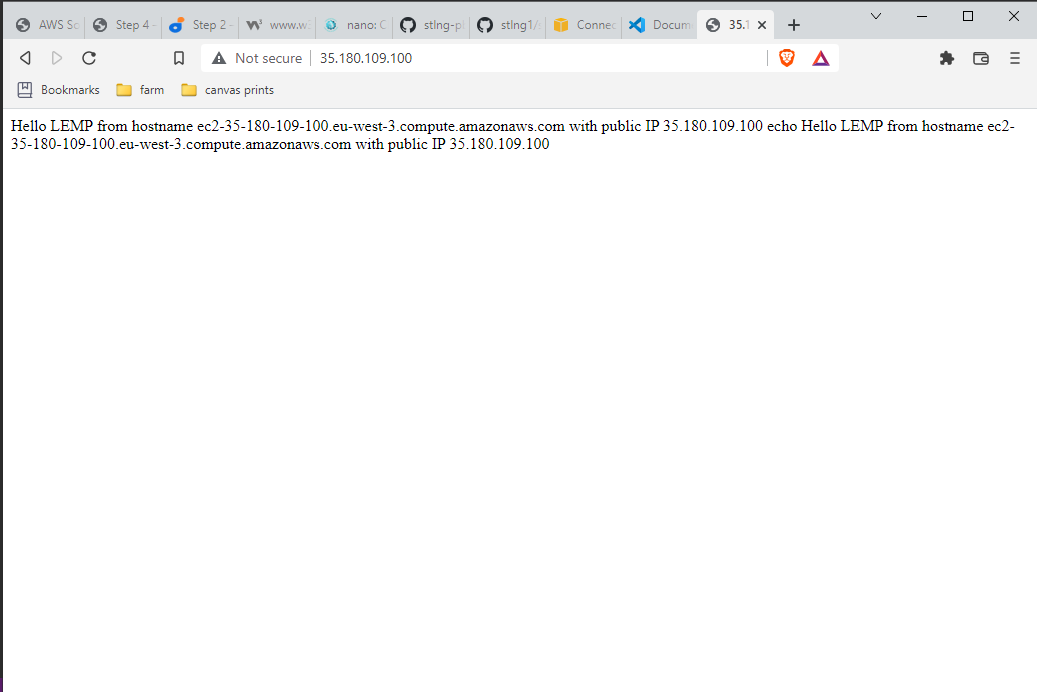 AWS Sc
Step 4 -
Step 2 -
www.w
nano: C
stlng-p
stlng1/
Connec
Docum
35.1
Not secure
35.180.109.100
Bookmarks
farm
canvas prints
Hello LEMP from hostname ec2-35-180-109-100.eu-west-3.compute.amazonaws.com with public IP 35.180.109.100 echo Hello LEMP from hostname ec2-
35-180-109-100.eu-west-3.compute.amazonaws.com with public IP 35.180.109.100